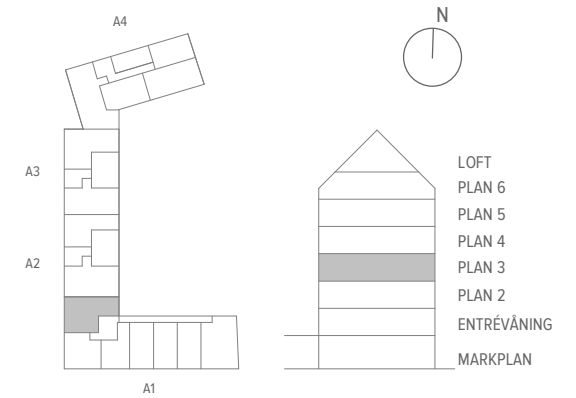 A4
N
A3
A2
A1
LOFT
PLAN 6
PLAN 5
PLAN 4
PLAN 3
PLAN 2
ENTRÉVÅNING
MARKPLAN